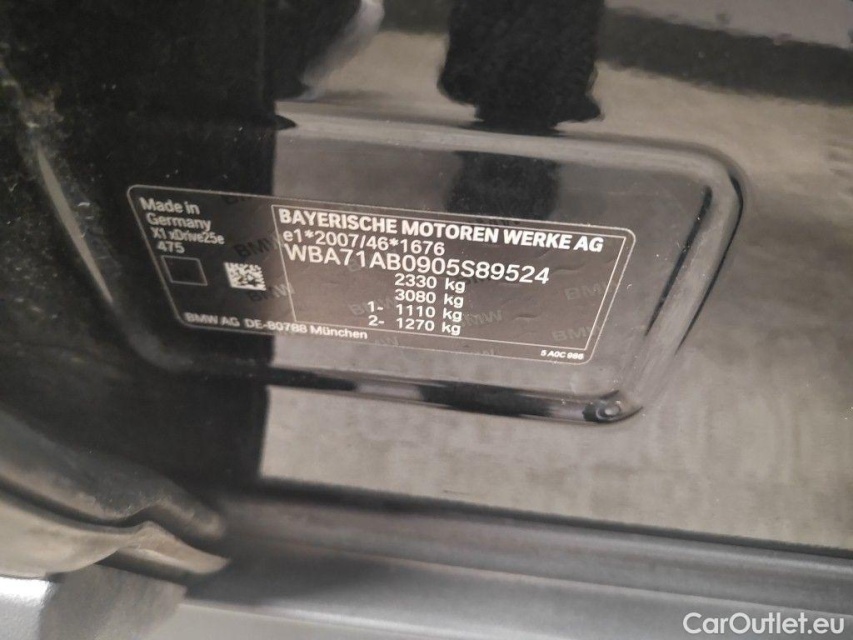 Made in
Germany
X1 xDrive25e
475
BAYERISCHE MOTOREN WERKE AG
e1*2007/46*1676
WBA71AB0905S89524
2330 kg
3080 kg
1- 1110 kg
2- 1270 kg
BMW AG DE-80788 München
5 A0C 986
CarOutlet.eu